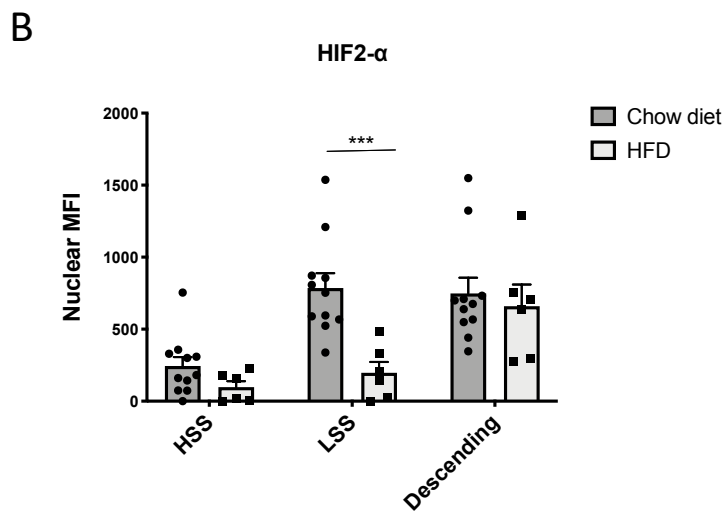 B
HIF2-α
Chow diet
HFD
***
Nuclear MFI
2000
1500
1000
500
0
HSS
LSS
Descending